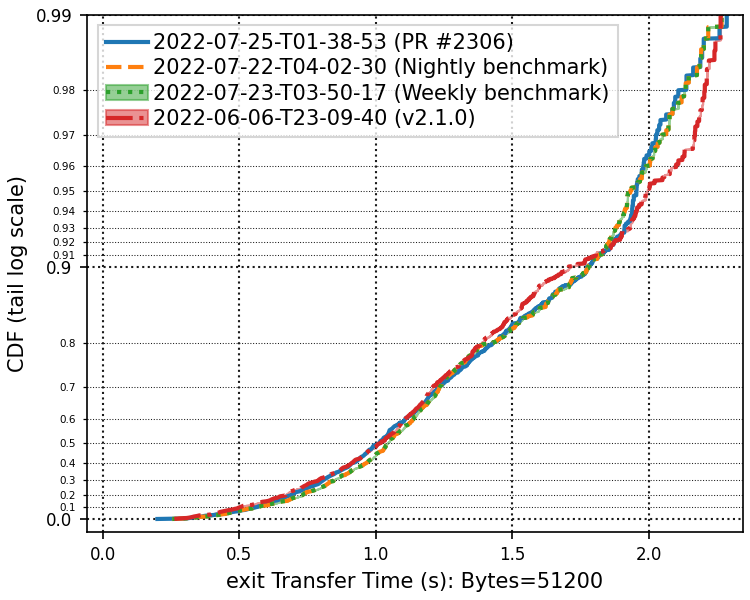 0.99
2022-07-25-T01-38-53 (PR #2306)
2022-07-22-T04-02-30 (Nightly benchmark)
2022-07-23-T03-50-17 (Weekly benchmark)
2022-06-06-T23-09-40 (v2.1.0)
0.98
0.97
0.96
0.95
0.94
0.93
0.92
0.91
0.9
0.8
0.7
0.6
0.5
0.4
0.3
0.2
0.1
0.0
CDF (tail log scale)
0.0 0.5 1.0 1.5 2.0
exit Transfer Time (s): Bytes=51200